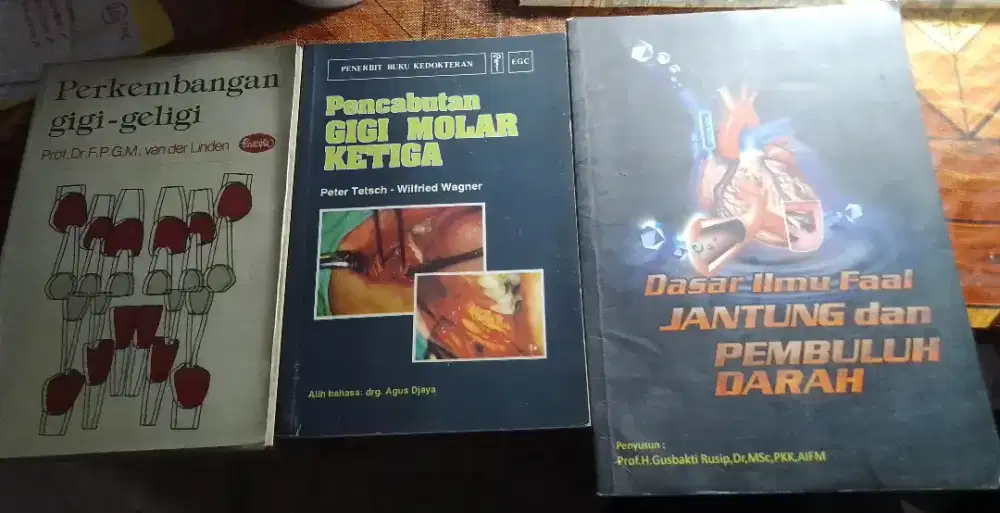 Perkembangan
gigi-geligi
Prof. Dr F.P.G.M. van der Linden
PENERBIT BUKU KEDOKTERAN
EGC
Pencabutan
GIGI MOLAR
KETIGA
Peter Tetsch - Wilfried Wagner
Alih bahasa: drg. Agus Djaya
Dasar Ilmu Faal
JANTUNG dan
PEMBULUH
DARAH
Penyusun :
Prof.H.Gusbakti Rusip,Dr,MSc,PKK,AIFM